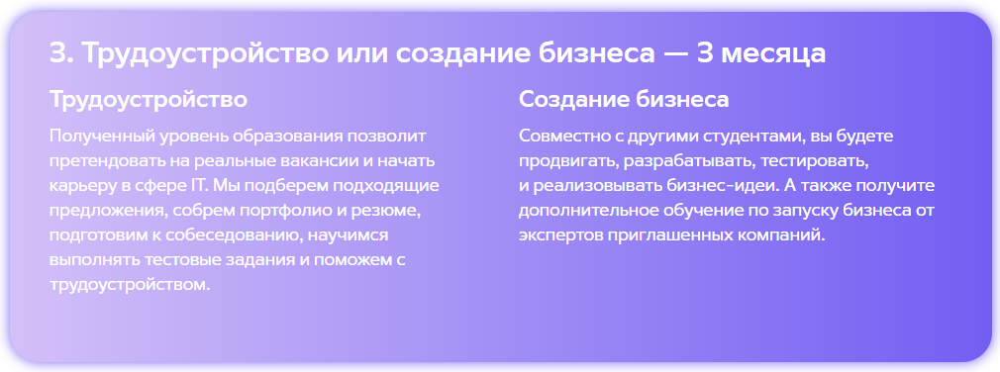 3. Трудоустройство или создание бизнеса — 3 месяца
Трудоустройство
Полученный уровень образования позволит
претендовать на реальные вакансии и начать
карьеру в сфере IT. Мы подберем подходящие
предложения, собрем портфолио и резюме,
подготовим к собеседованию, научимся
выполнять тестовые задания и поможем с
трудоустройством.
Создание бизнеса
Совместно с другими студентами, вы будете
продвигать, разрабатывать, тестировать,
и реализовывать бизнес-идеи. А также получите
дополнительное обучение по запуску бизнеса от
экспертов приглашенных компаний.